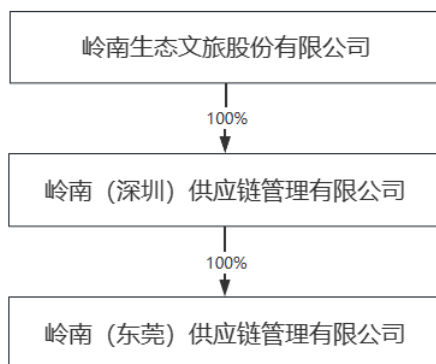 岭南生态文旅股份有限公司
100%
岭南（深圳）供应链管理有限公司
100%
岭南（东莞）供应链管理有限公司